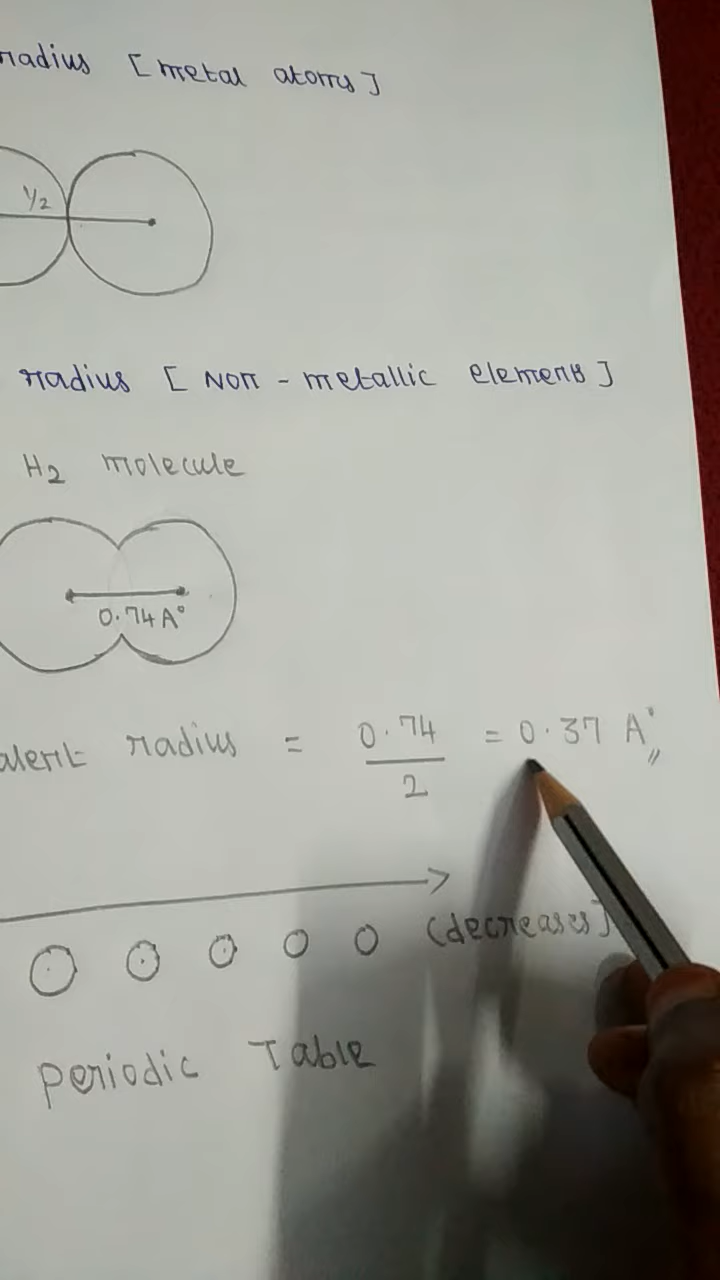 radius [metal atoms]
1/2
radius [Non-metallic elements]
H2 molecule
0.74A°
alent radius = 0.74/2 = 0.37 A°
(decreases]
periodic Table